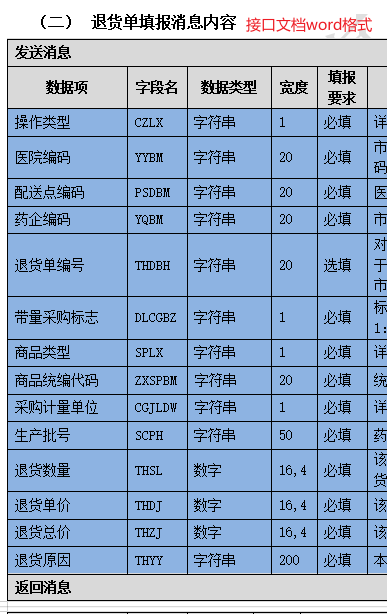 （二） 退货单填报消息内容 接口文档word格式
发送消息
数据项 字段名 数据类型 宽度 填报要求
操作类型 CZLX 字符串 1 必填 详
医院编码 YYBM 字符串 20 必填 市码
配送点编码 PSDBM 字符串 20 必填 医
药企编码 YQBM 字符串 20 必填 市
退货单编号 THDBH 字符串 20 选填 对于市
带量采购标志 DLCGBZ 字符串 1 必填 标1:
商品类型 SPLX 字符串 1 必填 详
商品统编代码 ZXSPBM 字符串 20 必填 统
采购计量单位 CGJLDW 字符串 1 必填 详
生产批号 SCPH 字符串 50 必填 药
退货数量 THSL 数字 16,4 必填 该货
退货单价 THDJ 数字 16,4 必填 该
退货总价 THZJ 数字 16,4 必填 该
退货原因 THYY 字符串 200 必填 本
返回消息